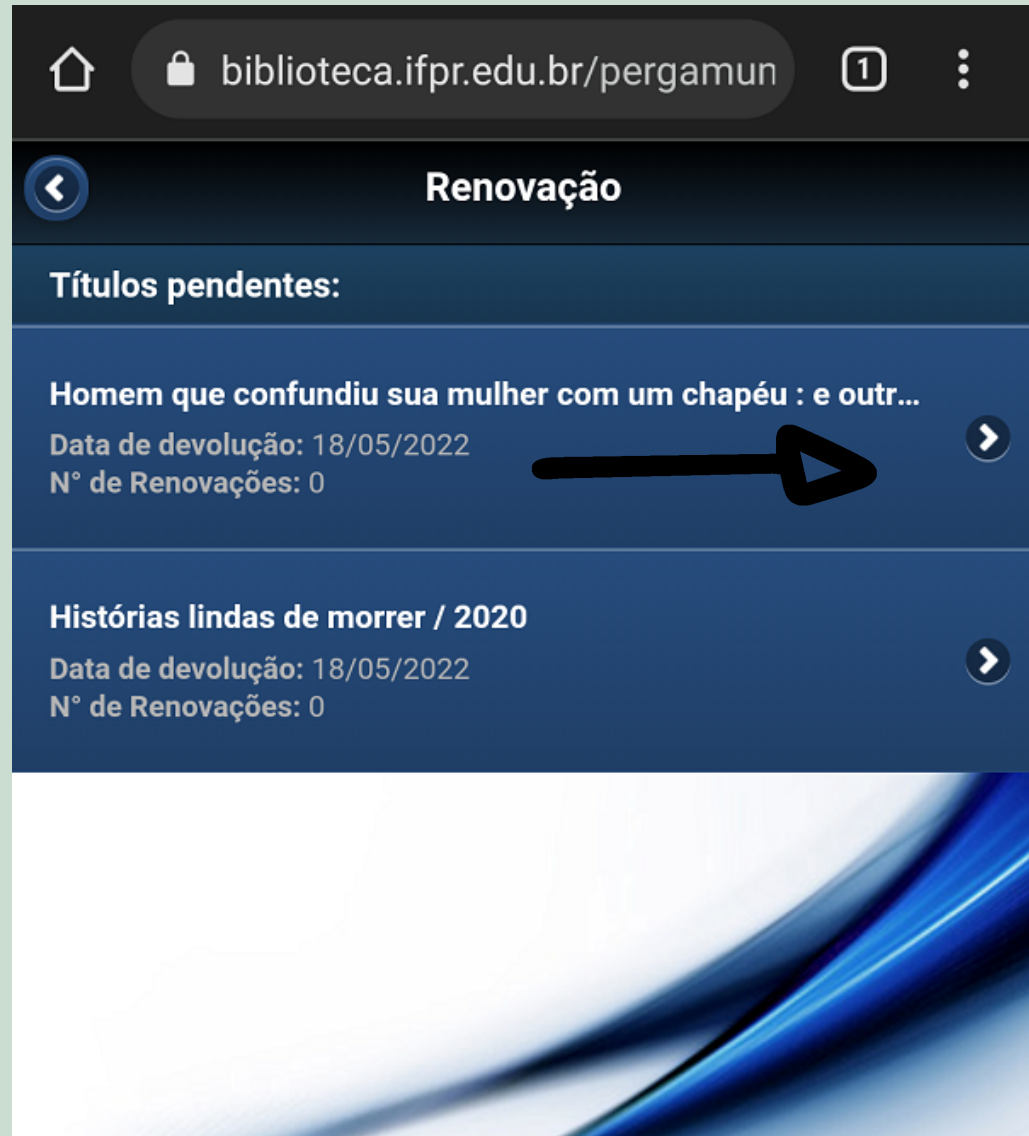 biblioteca.ifpr.edu.br/pergamun
1
Renovação
Títulos pendentes:
Homem que confundiu sua mulher com um chapéu : e outr...
Data de devolução: 18/05/2022
N° de Renovações: 0
Histórias lindas de morrer / 2020
Data de devolução: 18/05/2022
N° de Renovações: 0